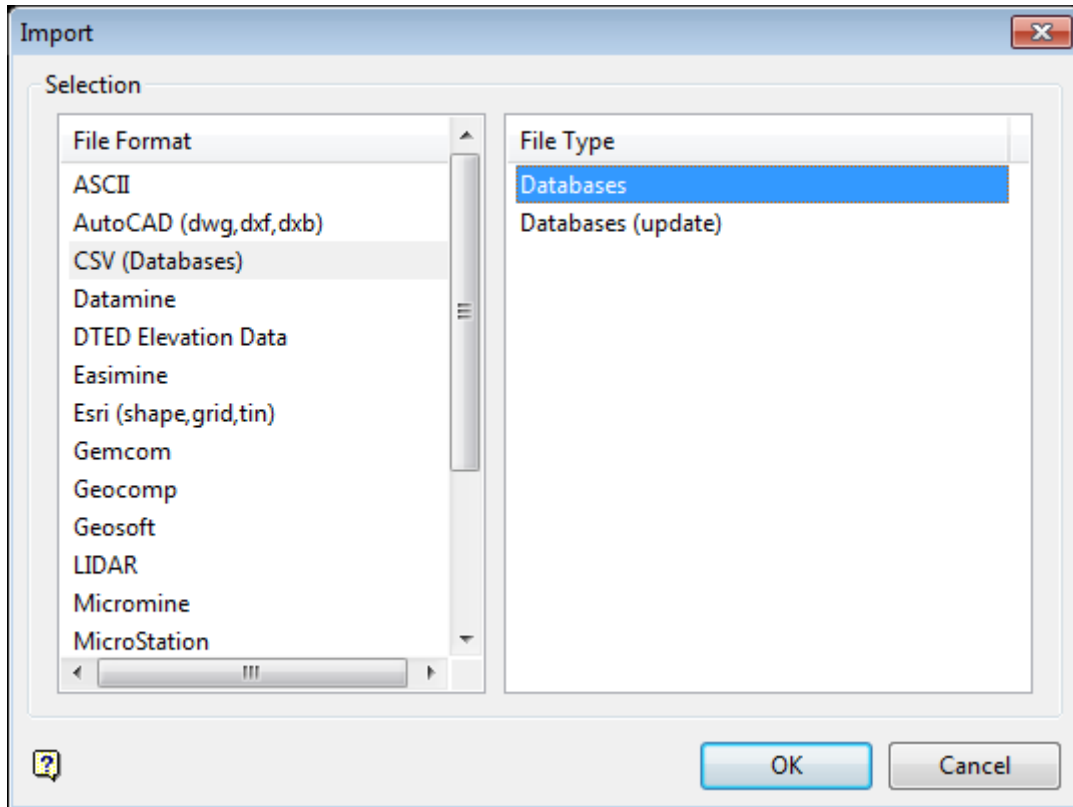 Import
Selection
File Format
ASCII
AutoCAD (dwg,dxf,dxb)
CSV (Databases)
Datamine
DTED Elevation Data
Easimine
Esri (shape,grid,tin)
Gemcom
Geocomp
Geosoft
LIDAR
Micromine
MicroStation
File Type
Databases
Databases (update)
?
OK
Cancel